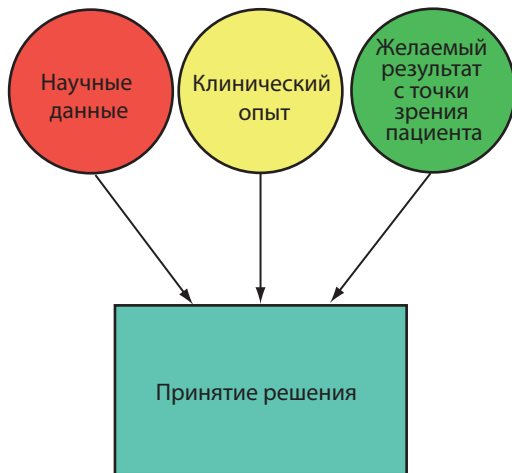 Научные
данные
Клинический
опыт
Желаемый
результат
с точки
зрения
пациента
Принятие решения